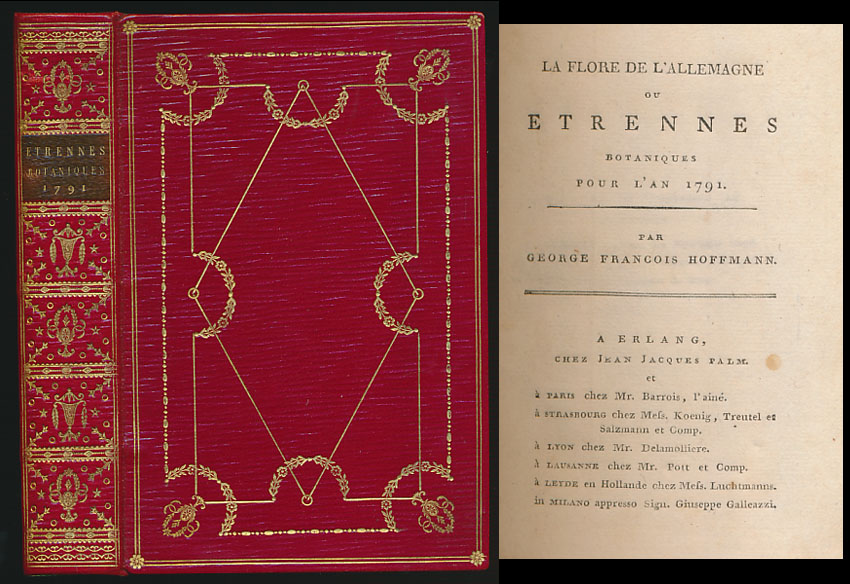 ETRENNES
BOTANIQUES
1791
LA FLORE DE L'ALLEMAGNE
OU
ETRENNES
BOTANIQUES
POUR L'AN 1791.
PAR
GEORGE FRANCOIS HOFFMANN.
A ERLANG,
CHEZ JEAN JACQUES PALM.
et
à PARIS chez Mr. Barrois, l'ainé.
à STRASBOURG chez Meſs. Koenig, Treutel et
Salzmann et Comp.
à LYON chez Mr. Delamolliere.
à LAUSANNE chez Mr. Pott et Comp.
à LEYDE en Hollande chez Meſs. Luchtmanns.
in MILANO appresso Sign. Giuseppe Galleazzi.